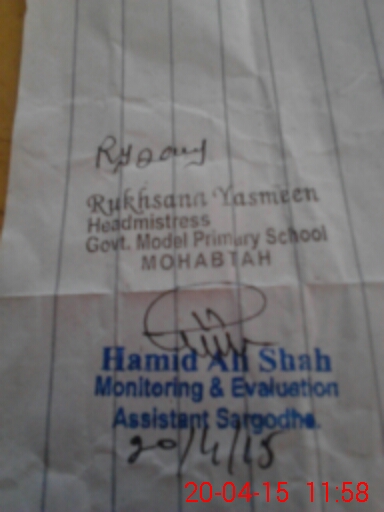 Rukhsana Yasmeen
Headmistress
Govt. Model Primary School
MOHABTAH
Hamid Ali Shah
Monitoring & Evaluation
Assistant Sargodha.
20/4/15
20-04-15 11:58